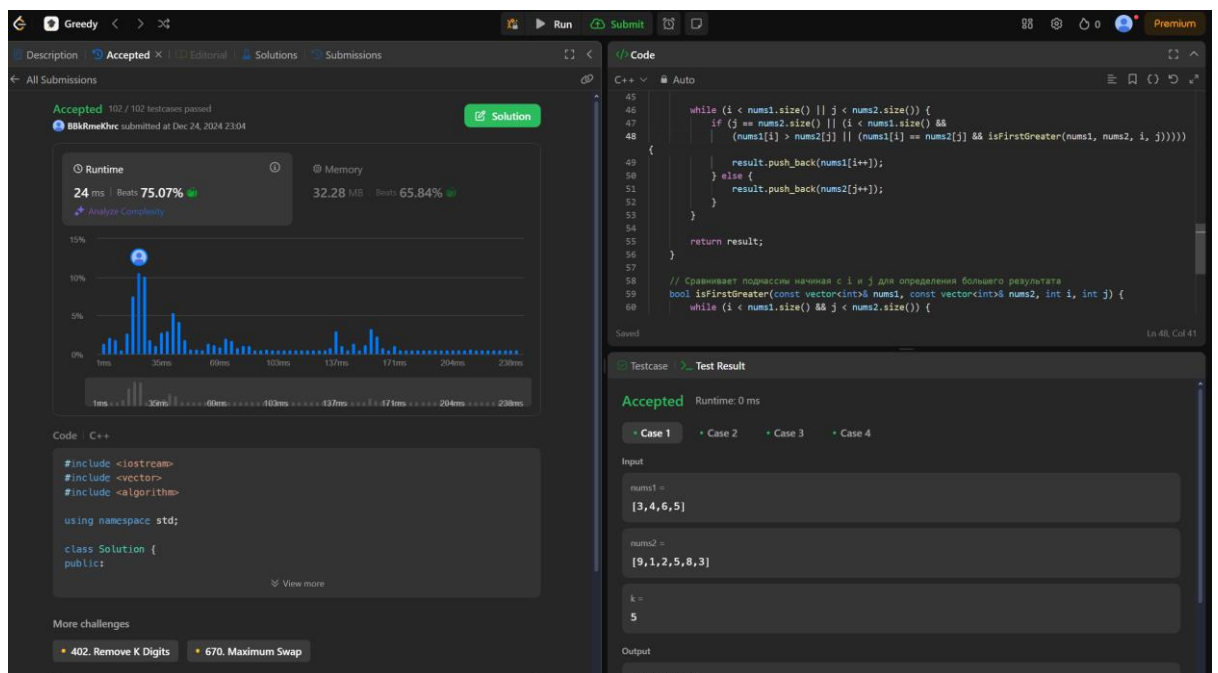 Greedy
Run
Submit
0
Premium
Description
Accepted
Editorial
Solutions
Submissions
All Submissions
Accepted 102 / 102 testcases passed
BBkRmeKhrc submitted at Dec 24, 2024 23:04
Solution
Runtime
24 ms Beats 75.07%
Analyze Complexity
Memory
32.28 MB Beats 65.84%
15%
10%
5%
0%
1ms 35ms 69ms 103ms 137ms 171ms 204ms 238ms
1ms 35ms 69ms 103ms 137ms 171ms 204ms 238ms
Code C++
#include <iostream>
#include <vector>
#include <algorithm>
using namespace std;
class Solution {
public:
View more
More challenges
402. Remove K Digits
670. Maximum Swap
</> Code
C++ Auto
45
46 while (i < nums1.size() || j < nums2.size()) {
47 if (j == nums2.size() || (i < nums1.size() &&
48 (nums1[i] > nums2[j] || (nums1[i] == nums2[j] && isFirstGreater(nums1, nums2, i, j)))))
{
49 result.push_back(nums1[i++]);
50 } else {
51 result.push_back(nums2[j++]);
52 }
53 }
54
55 return result;
56 }
57
58 // Сравнивает подмассивы начиная с i и j для определения большего результата
59 bool isFirstGreater(const vector<int>& nums1, const vector<int>& nums2, int i, int j) {
60 while (i < nums1.size() && j < nums2.size()) {
Saved
Ln 48, Col 41
Testcase
>_ Test Result
Accepted Runtime: 0 ms
Case 1
Case 2
Case 3
Case 4
Input
nums1 =
[3,4,6,5]
nums2 =
[9,1,2,5,8,3]
k =
5
Output